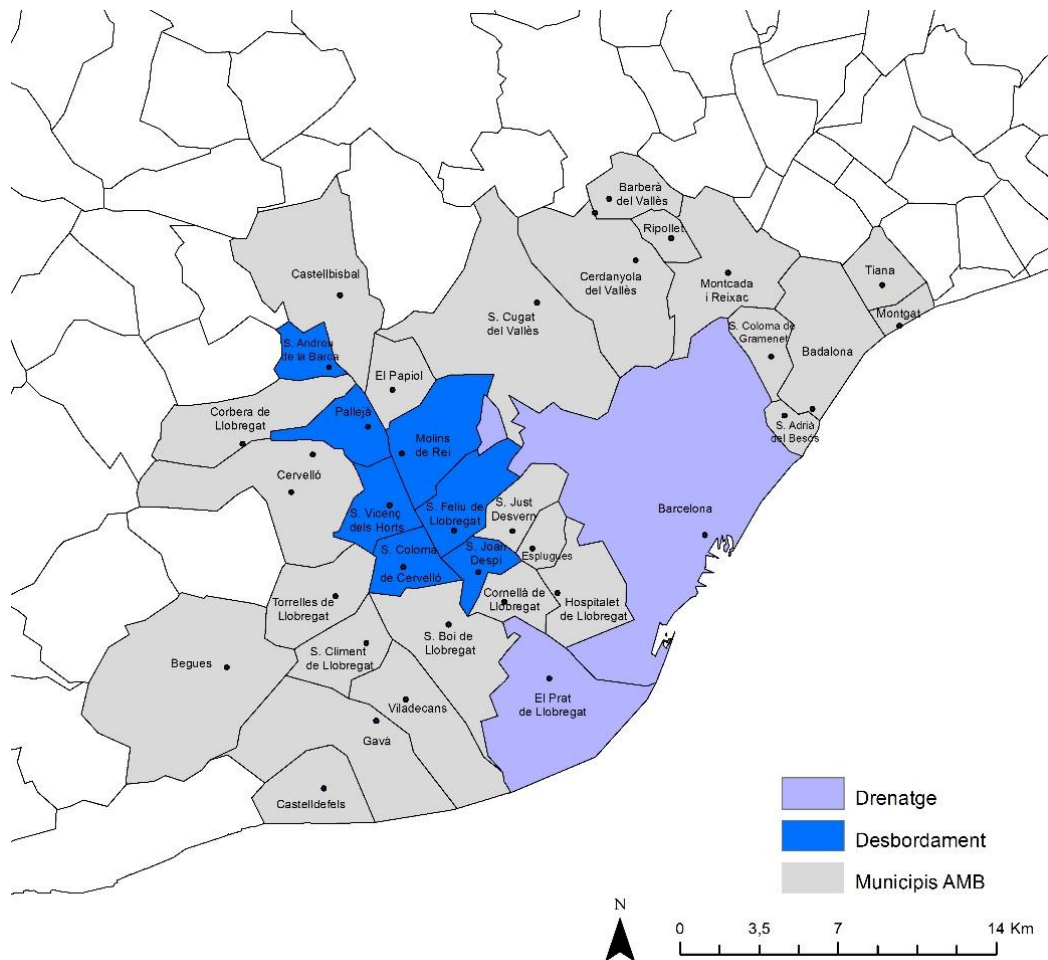 Barberà
del Vallès
Ripollet
Tiana
Castellbisbal
Cerdanyola
del Vallès
Montcada
i Reixac
Montgat
S. Cugat
del Vallès
S. Coloma de
Gramenet
Badalona
S. Andreu
de la Barca
El Papiol
Corbera de
Llobregat
Pallejà
S. Adrià
del Besòs
Molins
de Rei
Cervelló
S. Vicenç
dels Horts
S. Feliu de
Llobregat
S. Just
Desvern
Barcelona
S. Coloma
de Cervelló
S. Joan
Despí
Esplugues
Torrelles de
Llobregat
Cornellà de
Llobregat
Hospitalet
de Llobregat
S. Boi de
Llobregat
S. Climent
de Llobregat
Begues
El Prat
de Llobregat
Viladecans
Gavà
Castelldefels
Drenatge
Desbordament
Municipis AMB
N
0 3,5 7 14 Km